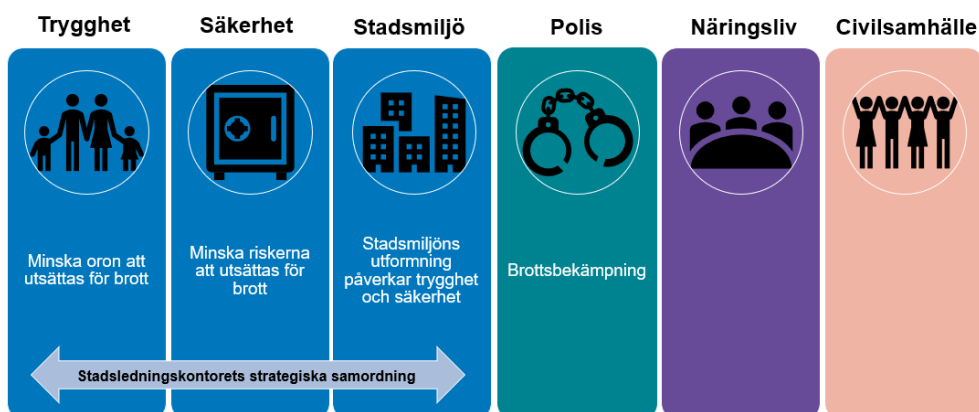 Trygghet
Säkerhet
Stadsmiljö
Polis
Näringsliv
Civilsamhälle
Minska oron att
utsättas för brott
Minska riskerna
att utsättas för
brott
Stadsmiljöns
utformning
påverkar trygghet
och säkerhet
Brottsbekämpning
Stadsledningskontorets strategiska samordning